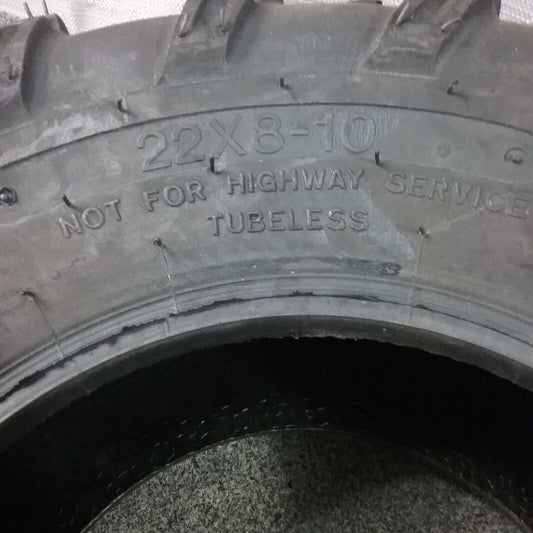 22X8-10
NOT FOR HIGHWAY SERVICE
TUBELESS